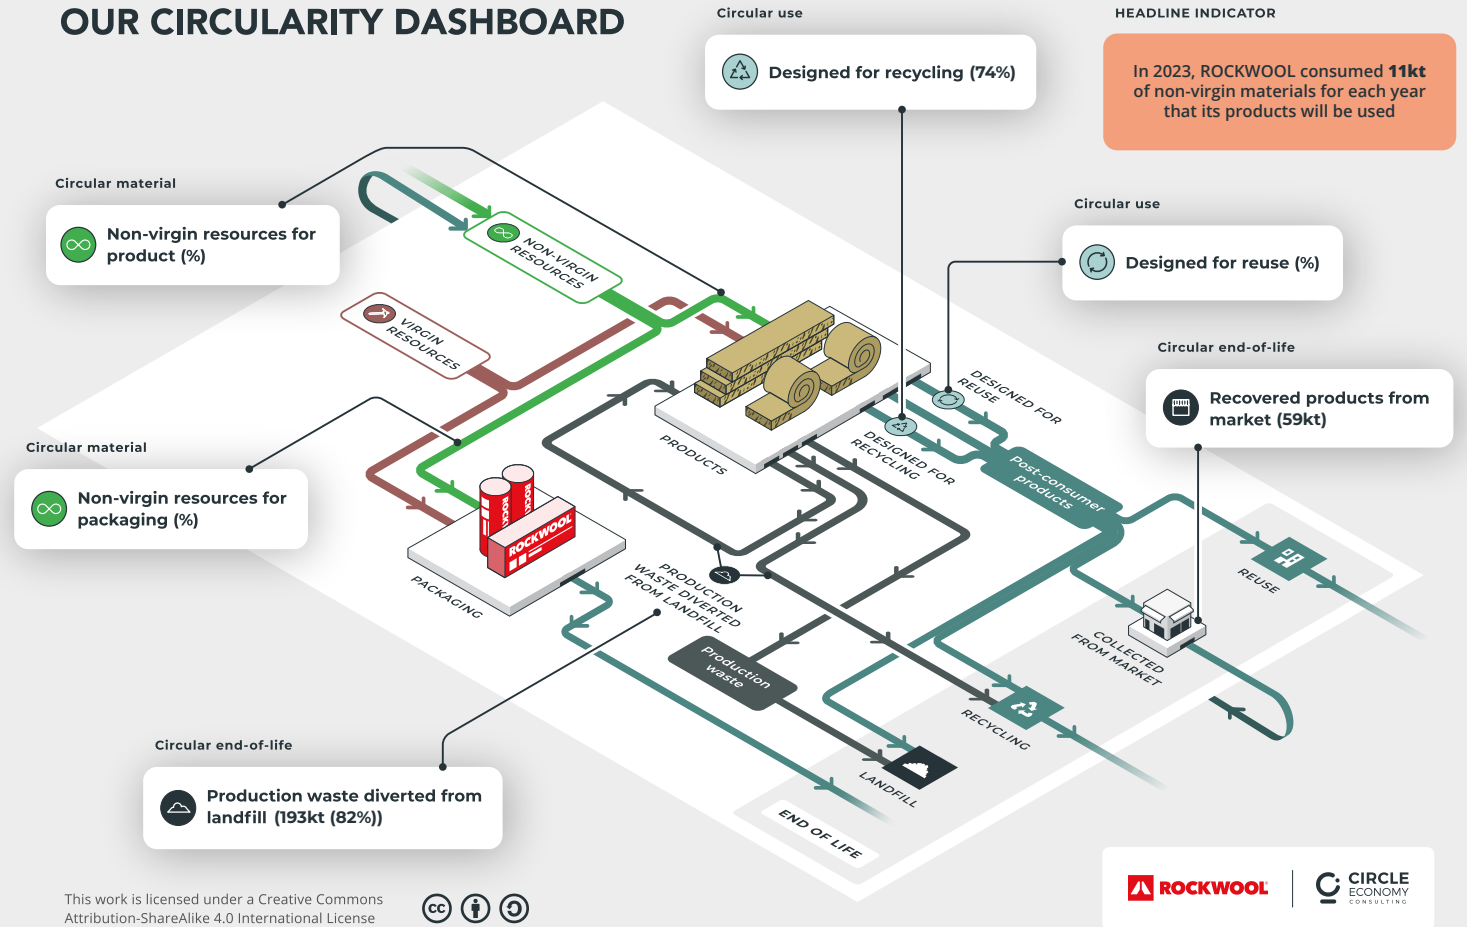 OUR CIRCULARITY DASHBOARD
Circular use
Designed for recycling (74%)
HEADLINE INDICATOR
In 2023, ROCKWOOL consumed 11kt
of non-virgin materials for each year
that its products will be used
Circular material
Non-virgin resources for
product (%)
Circular use
Designed for reuse (%)
NON-VIRGIN
RESOURCES
VIRGIN
RESOURCES
Circular end-of-life
Recovered products from
market (59kt)
Circular material
Non-virgin resources for
packaging (%)
DESIGNED FOR
REUSE
DESIGNED FOR
RECYCLING
PRODUCTS
Post-consumer
products
ROCKWOOL
PACKAGING
PRODUCTION
WASTE DIVERTED
FROM LANDFILL
REUSE
COLLECTED
FROM MARKET
Production
waste
RECYCLING
LANDFILL
END OF LIFE
Circular end-of-life
Production waste diverted from
landfill (193kt (82%))
This work is licensed under a Creative Commons
Attribution-ShareAlike 4.0 International License
cc
ROCKWOOL®
CIRCLE
ECONOMY
CONSULTING